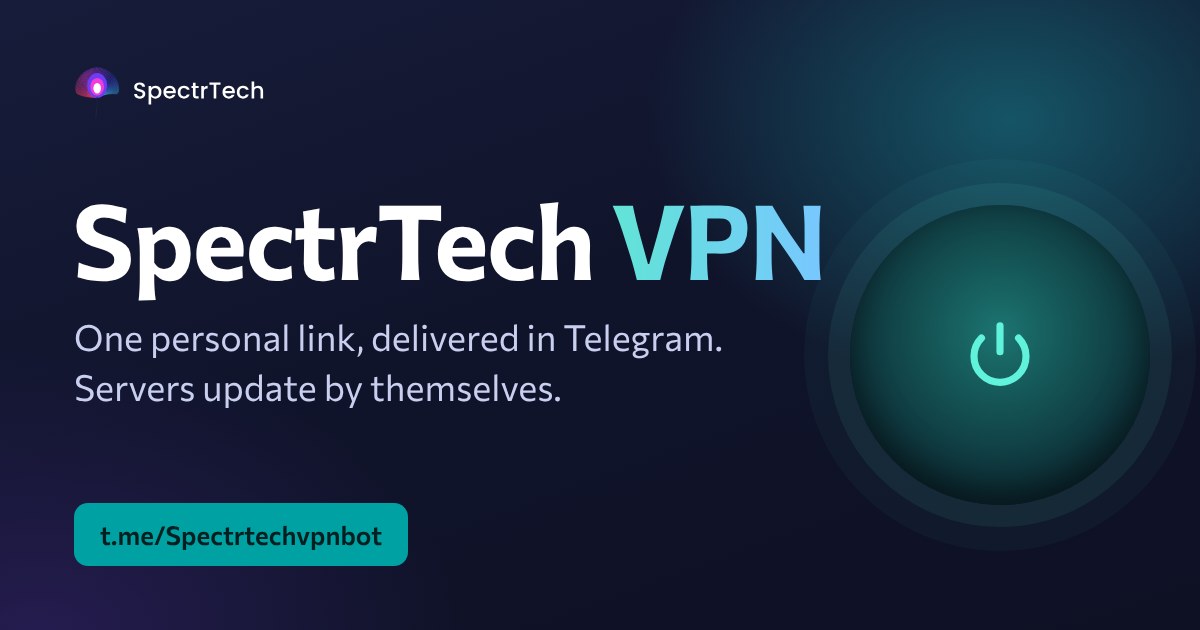 SpectrTech
SpectrTech VPN
One personal link, delivered in Telegram.
Servers update by themselves.
t.me/Spectrtechvpnbot